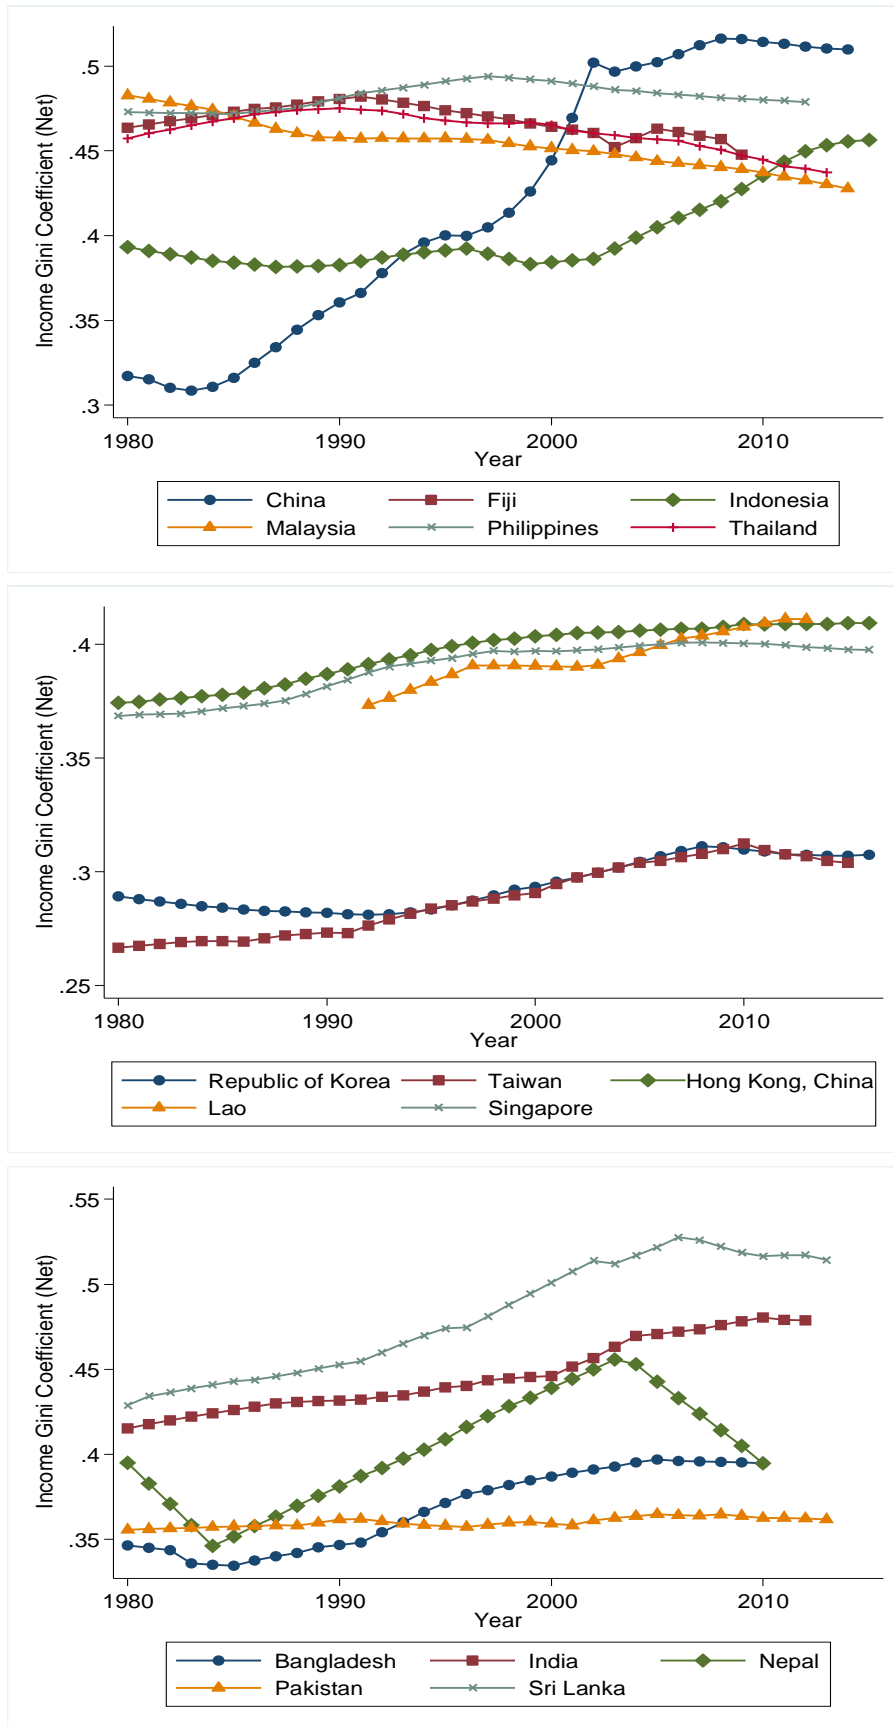 Income Gini Coefficient (Net)
.5
.45
.4
.35
.3
1980 1990 2000 2010
Year
China Fiji Indonesia
Malaysia Philippines Thailand
Income Gini Coefficient (Net)
.4
.35
.3
.25
1980 1990 2000 2010
Year
Republic of Korea Taiwan Hong Kong, China
Lao Singapore
Income Gini Coefficient (Net)
.55
.5
.45
.4
.35
1980 1990 2000 2010
Year
Bangladesh India Nepal
Pakistan Sri Lanka